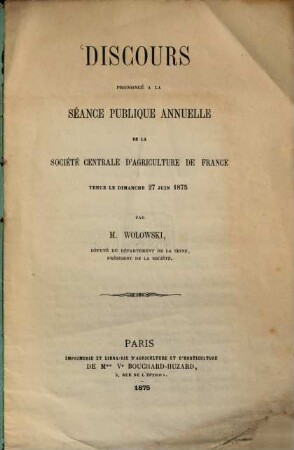 DISCOURS
PRONONCÉ A LA
SÉANCE PUBLIQUE ANNUELLE
DE LA
SOCIÉTÉ CENTRALE D'AGRICULTURE DE FRANCE
TENUE LE DIMANCHE 27 JUIN 1875
PAR
M. WOLOWSKI,
DÉPUTÉ DU DÉPARTEMENT DE LA SEINE,
PRÉSIDENT DE LA SOCIÉTÉ.
PARIS
IMPRIMERIE ET LIBRAIRIE D'AGRICULTURE ET D'HORTICULTURE
DE Mme Ve BOUCHARD-HUZARD,
5, RUE DE L'ÉPERON.
1875